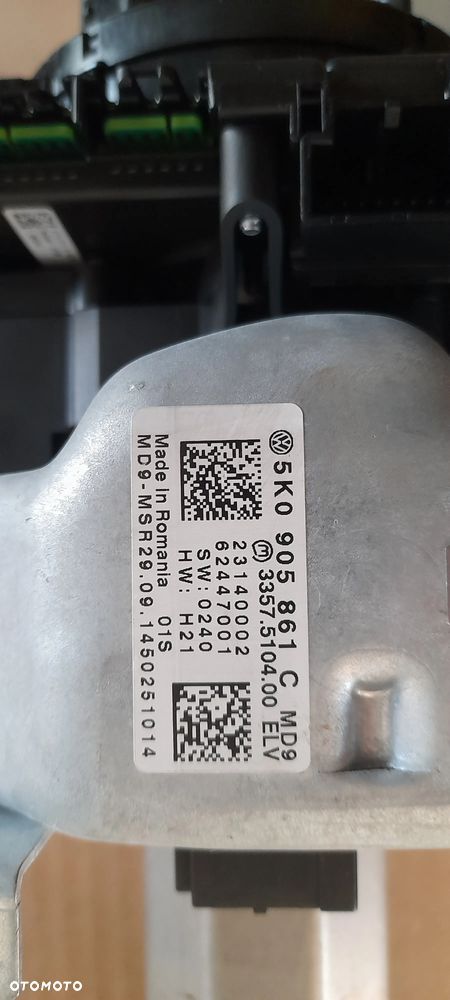 5K0 905 861 C MD9
3357.5104.00 ELV
23140002
62447001
SW: 0240
HW: H21
Made In Romania 01S
MD9-MSR29.09.1450251014
OTOMOTO